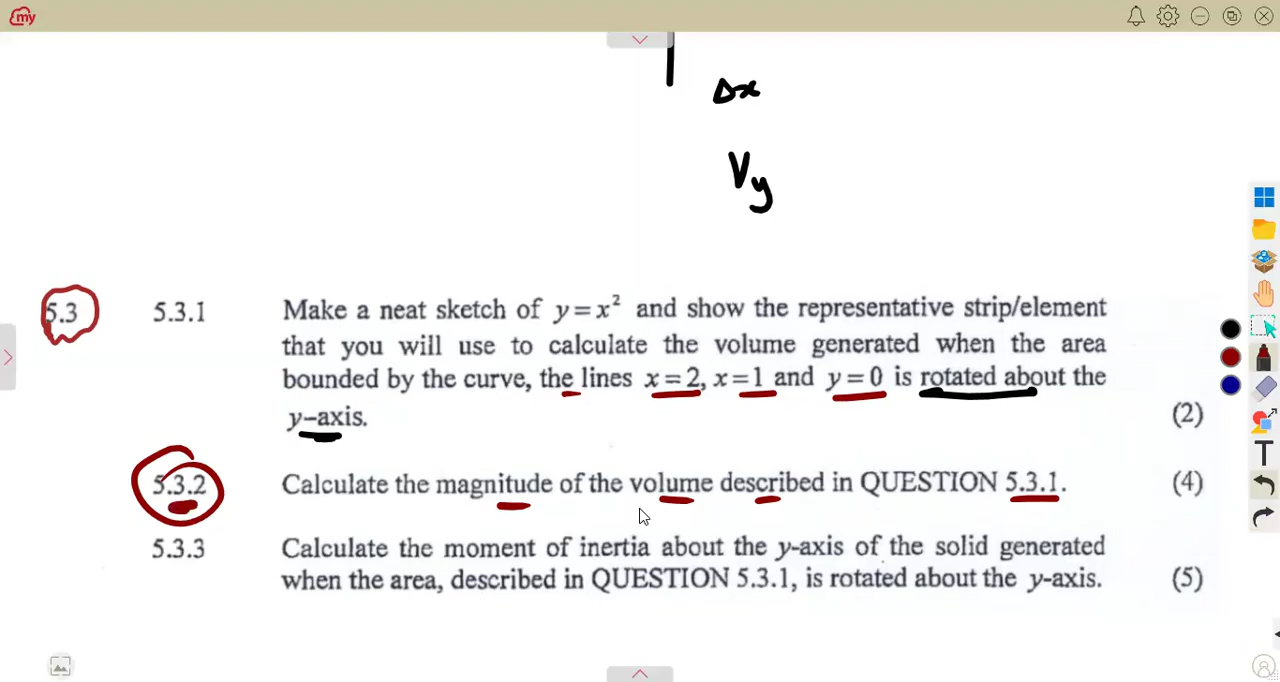 my
Δx
Vy
5.3 5.3.1 Make a neat sketch of y=x² and show the representative strip/element
that you will use to calculate the volume generated when the area
bounded by the curve, the lines x=2, x=1 and y=0 is rotated about the
y–axis. (2)
5.3.2 Calculate the magnitude of the volume described in QUESTION 5.3.1. (4)
5.3.3 Calculate the moment of inertia about the y-axis of the solid generated
when the area, described in QUESTION 5.3.1, is rotated about the y-axis. (5)
T